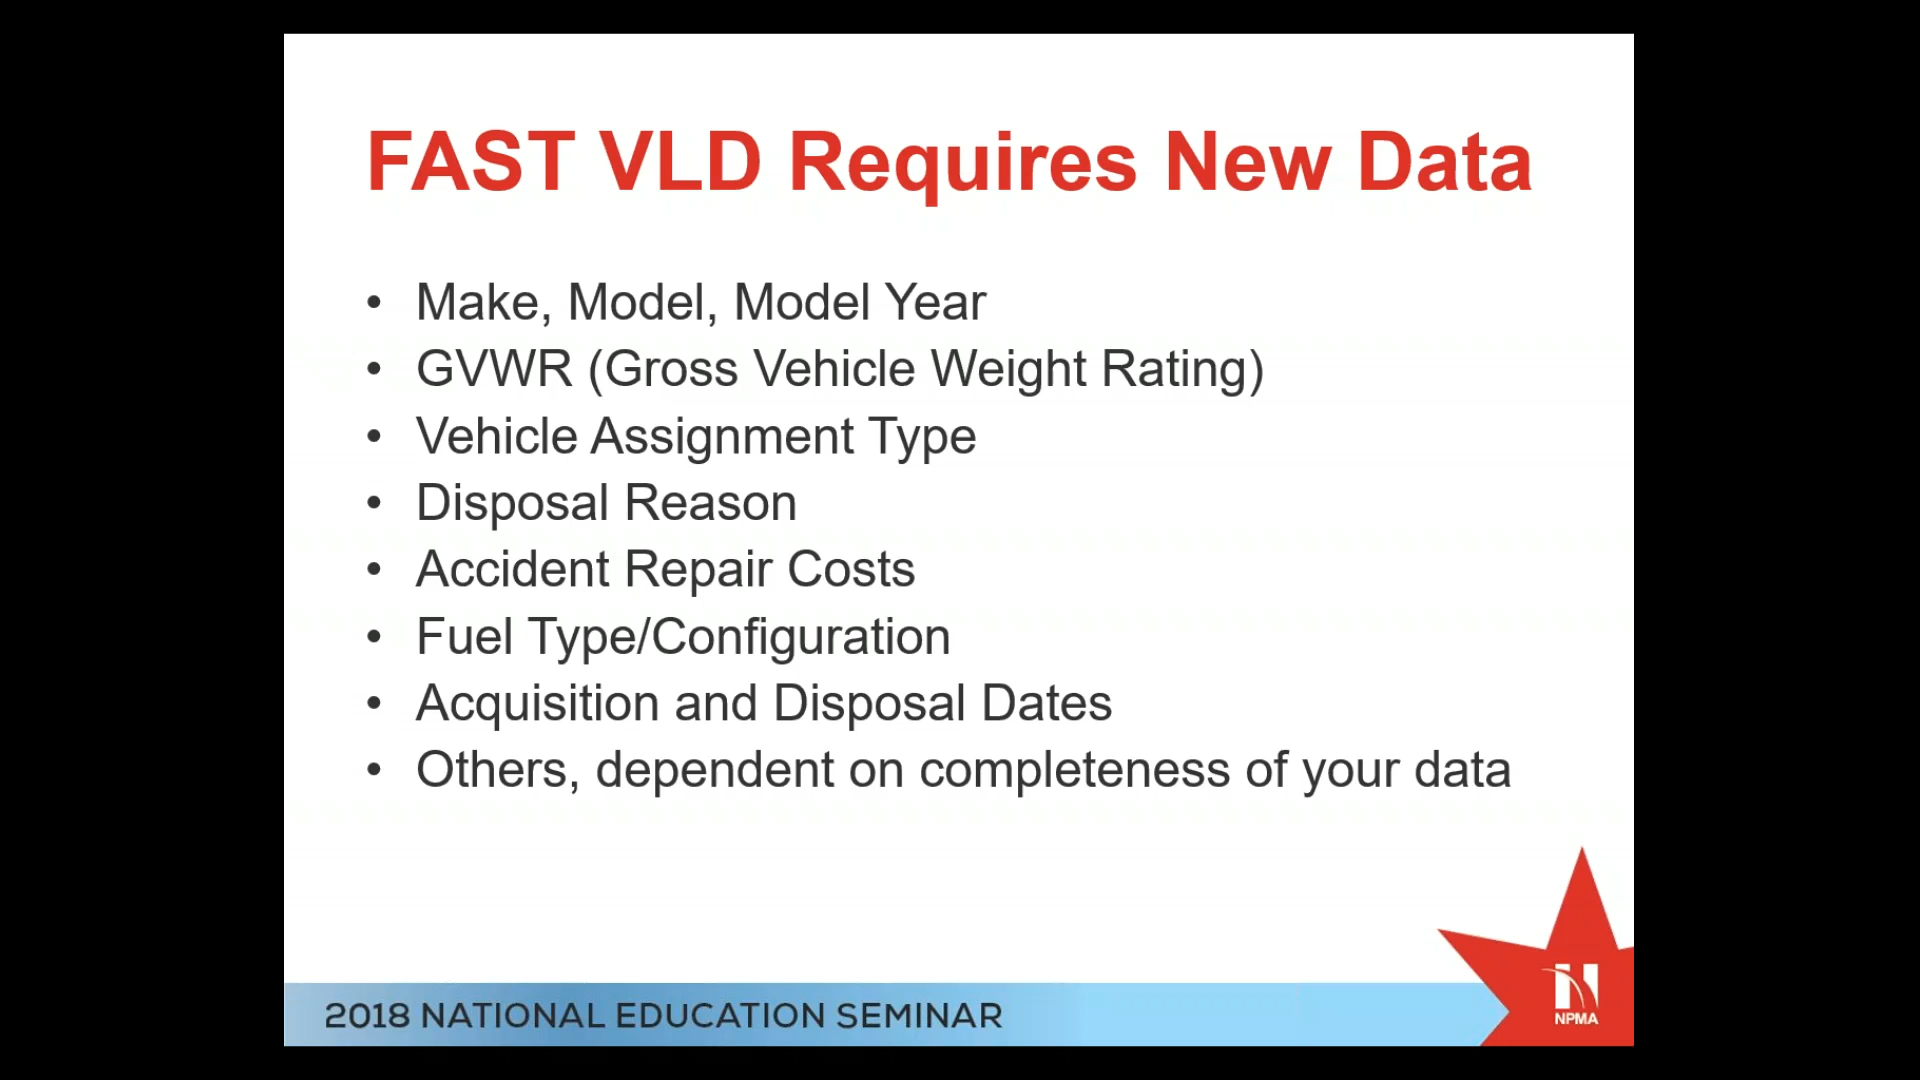 FAST VLD Requires New Data
• Make, Model, Model Year
• GVWR (Gross Vehicle Weight Rating)
• Vehicle Assignment Type
• Disposal Reason
• Accident Repair Costs
• Fuel Type/Configuration
• Acquisition and Disposal Dates
• Others, dependent on completeness of your data
2018 NATIONAL EDUCATION SEMINAR
NPMA